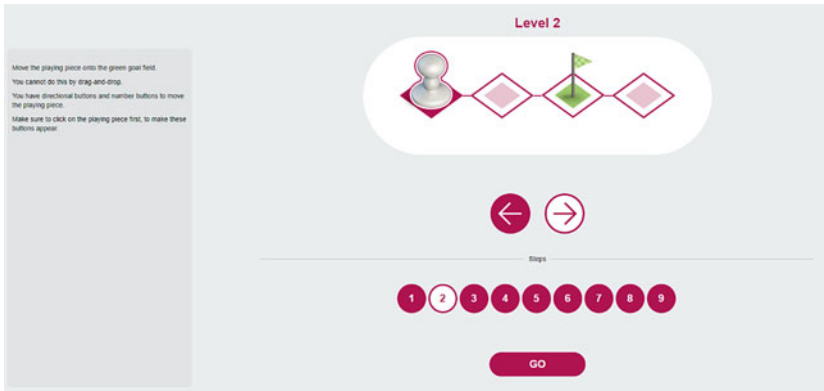 Level 2
Move the playing piece onto the green goal field.
You cannot do this by drag-and-drop.
You have directional buttons and number buttons to move
the playing piece.
Make sure to click on the playing piece first, to make these
buttons appear.
Steps
1 2 3 4 5 6 7 8 9
GO